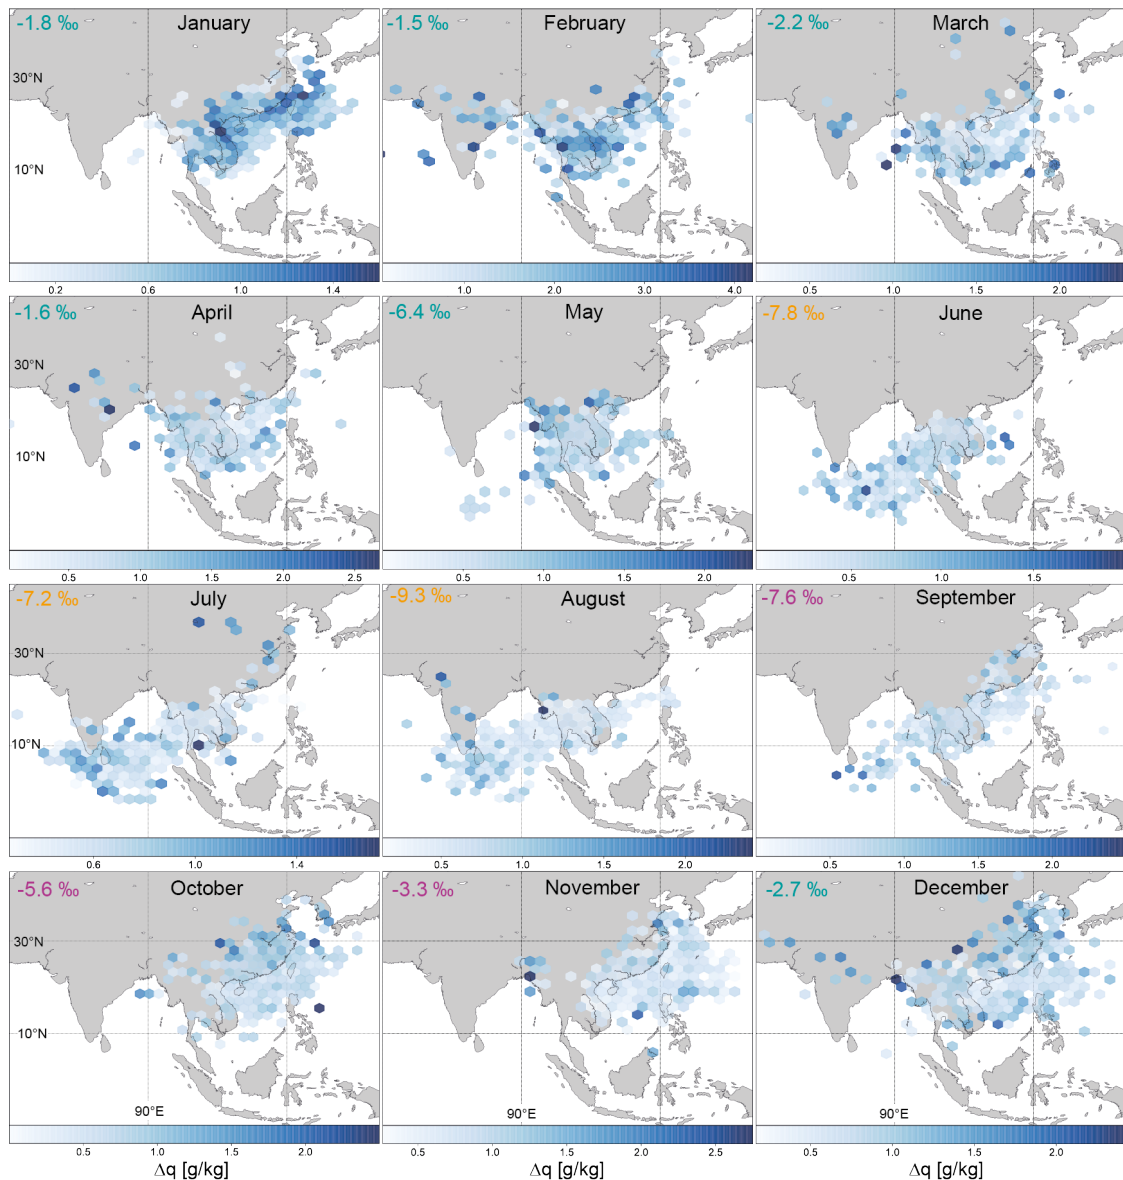 -1.8 ‰ January
-1.5 ‰ February
-2.2 ‰ March
30°N
10°N
0.2 0.6 1.0 1.4
1.0 2.0 3.0 4.0
0.5 1.0 1.5 2.0
-1.6 ‰ April
-6.4 ‰ May
-7.8 ‰ June
30°N
10°N
0.5 1.0 1.5 2.0 2.5
0.5 1.0 1.5 2.0
0.5 1.0 1.5
-7.2 ‰ July
-9.3 ‰ August
-7.6 ‰ September
30°N
10°N
0.6 1.0 1.4
0.5 1.0 1.5 2.0
0.5 1.0 1.5 2.0
-5.6 ‰ October
-3.3 ‰ November
-2.7 ‰ December
30°N
10°N
90°E
90°E
90°E
0.5 1.0 1.5 2.0
0.5 1.0 1.5 2.0 2.5
0.5 1.0 1.5 2.0
Δq [g/kg]
Δq [g/kg]
Δq [g/kg]